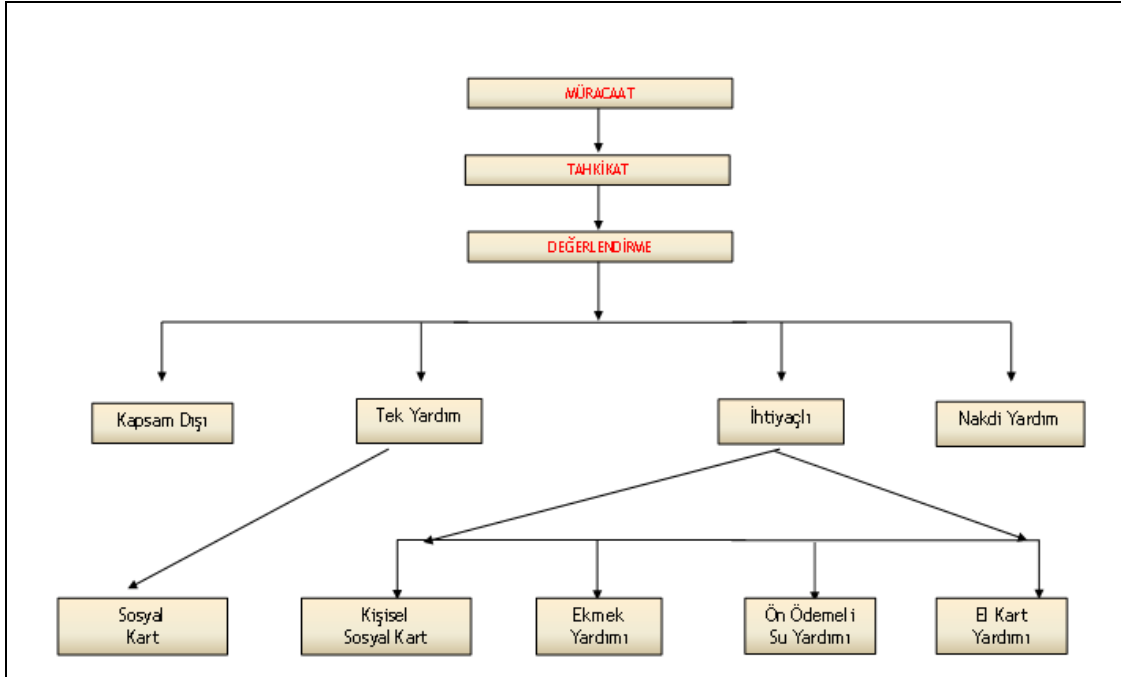 MÜRACAAT
TAHKİKAT
DEĞERLENDİRME
Kapsam Dışı
Tek Yardım
İhtiyaçlı
Nakdi Yardım
Sosyal
Kart
Kişisel
Sosyal Kart
Ekmek
Yardımı
Ön Ödemeli
Su Yardımı
El Kart
Yardımı